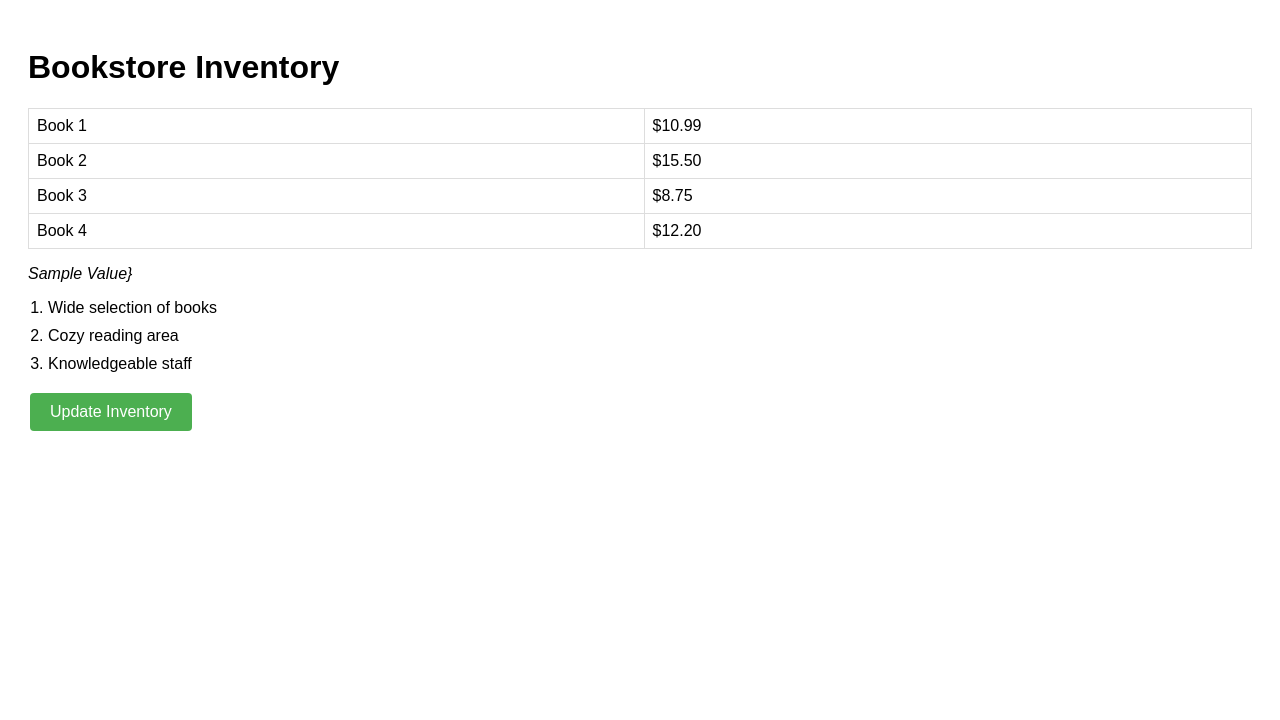 Bookstore Inventory
Book 1 $10.99
Book 2 $15.50
Book 3 $8.75
Book 4 $12.20
Sample Value}
1. Wide selection of books
2. Cozy reading area
3. Knowledgeable staff
Update Inventory